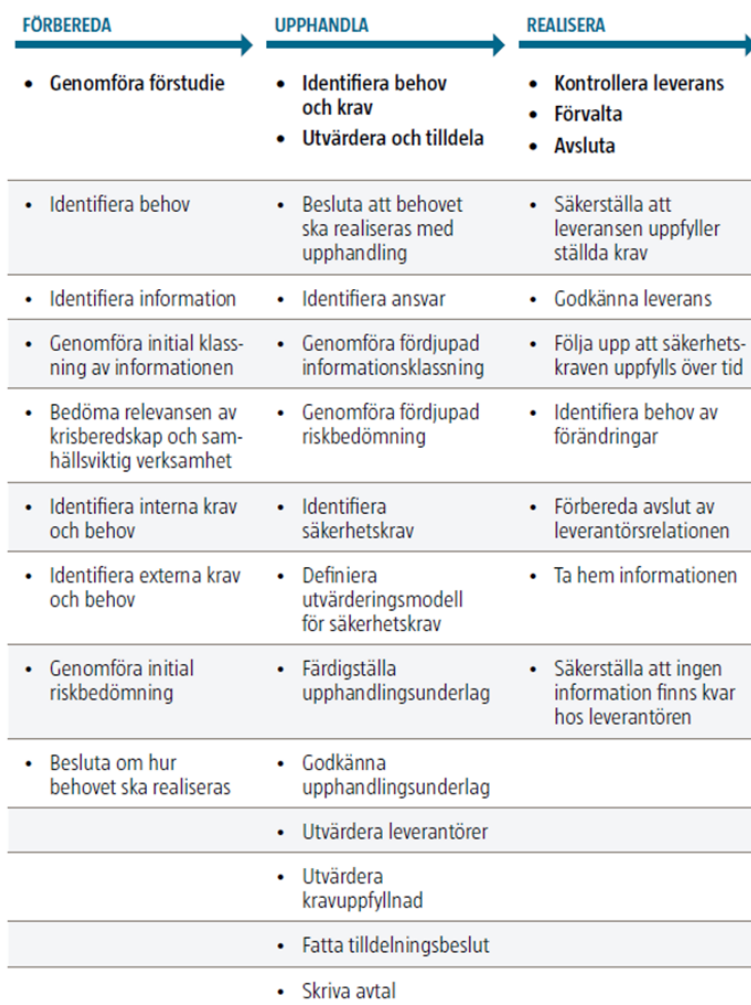 FÖRBEREDA
UPPHANDLA
REALISERA
• Genomföra förstudie
• Identifiera behov
och krav
• Utvärdera och tilldela
• Kontrollera leverans
• Förvalta
• Avsluta
• Identifiera behov
• Besluta att behovet
ska realiseras med
upphandling
• Säkerställa att
leveransen uppfyller
ställda krav
• Identifiera information
• Identifiera ansvar
• Godkänna leverans
• Genomföra initial klass-
ning av informationen
• Genomföra fördjupad
informationsklassning
• Följa upp att säkerhets-
kraven uppfylls över tid
• Bedöma relevansen av
krisberedskap och sam-
hällsviktig verksamhet
• Genomföra fördjupad
riskbedömning
• Identifiera behov av
förändringar
• Identifiera interna krav
och behov
• Identifiera
säkerhetskrav
• Förbereda avslut av
leverantörsrelationen
• Identifiera externa krav
och behov
• Definiera
utvärderingsmodell
för säkerhetskrav
• Ta hem informationen
• Genomföra initial
riskbedömning
• Färdigställa
upphandlingsunderlag
• Säkerställa att ingen
information finns kvar
hos leverantören
• Besluta om hur
behovet ska realiseras
• Godkänna
upphandlingsunderlag
• Utvärdera leverantörer
• Utvärdera
kravuppfyllnad
• Fatta tilldelningsbeslut
• Skriva avtal